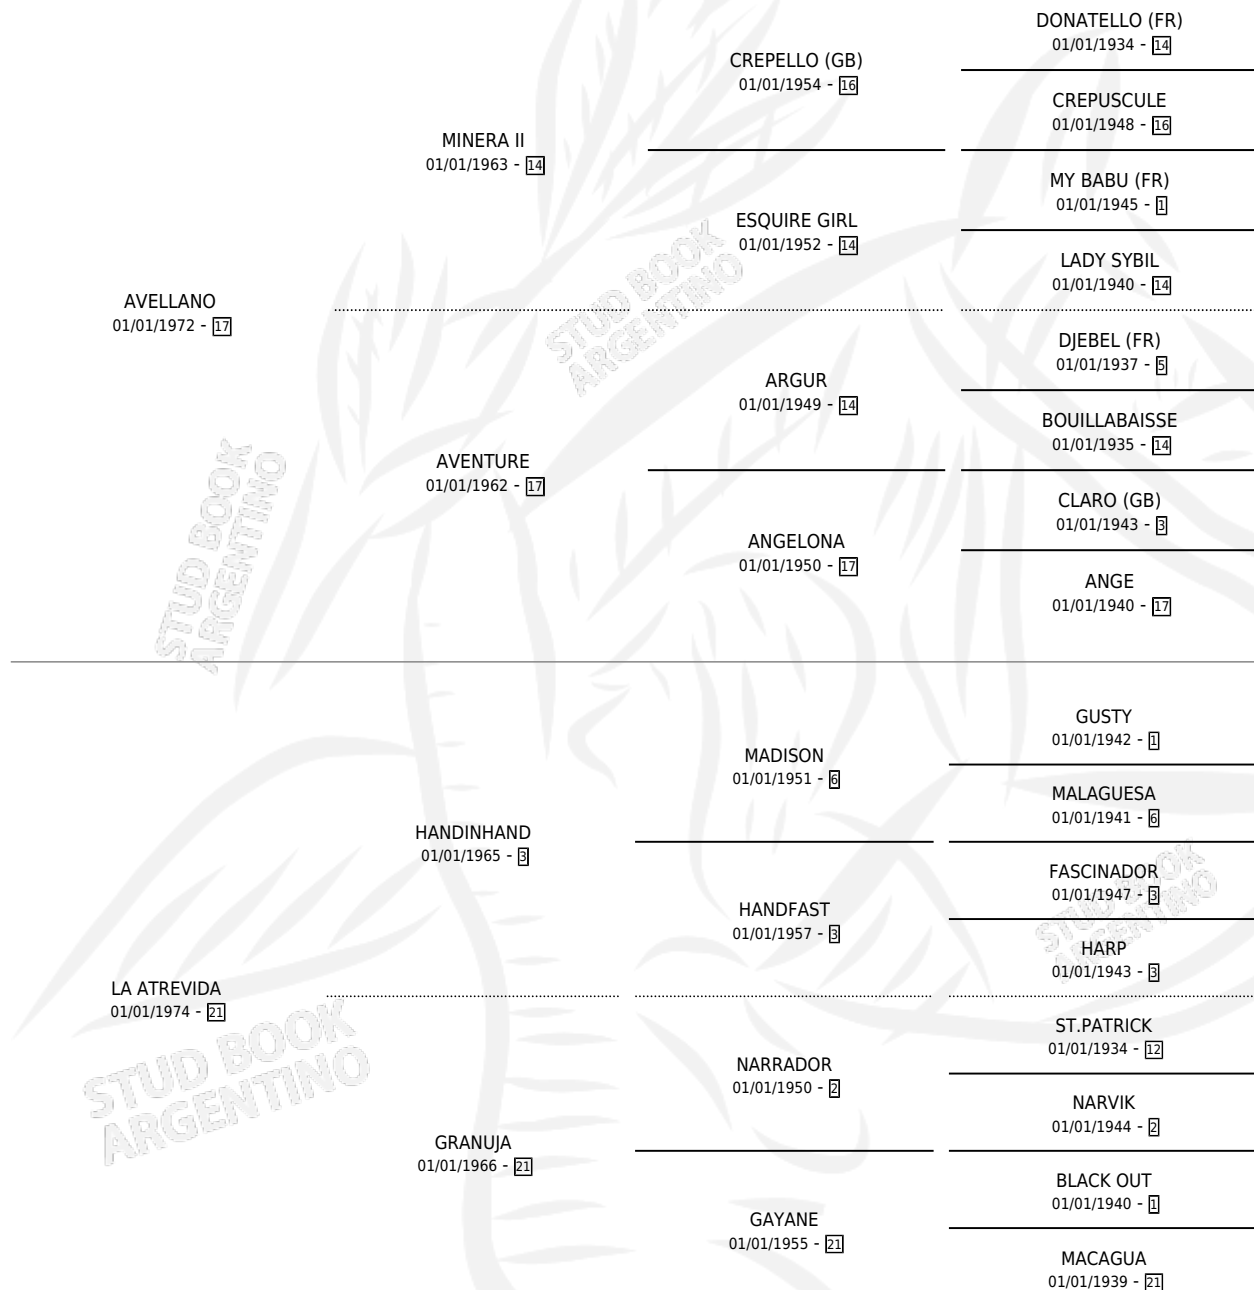 DONATELLO (FR)
01/01/1934 - 14
CREPELLO (GB)
01/01/1954 - 16
CREPUSCULE
01/01/1948 - 16
MINERA II
01/01/1963 - 14
MY BABU (FR)
01/01/1945 - 1
ESQUIRE GIRL
01/01/1952 - 14
LADY SYBIL
01/01/1940 - 14
AVELLANO
01/01/1972 - 17
DJEBEL (FR)
01/01/1937 - 5
ARGUR
01/01/1949 - 14
BOUILLABAISSE
01/01/1935 - 14
AVENTURE
01/01/1962 - 17
CLARO (GB)
01/01/1943 - 3
ANGELONA
01/01/1950 - 17
ANGE
01/01/1940 - 17
GUSTY
01/01/1942 - 1
MADISON
01/01/1951 - 6
MALAGUESA
01/01/1941 - 6
HANDINHAND
01/01/1965 - 3
FASCINADOR
01/01/1947 - 3
HANDFAST
01/01/1957 - 3
HARP
01/01/1943 - 3
LA ATREVIDA
01/01/1974 - 21
ST.PATRICK
01/01/1934 - 12
NARRADOR
01/01/1950 - 2
NARVIK
01/01/1944 - 2
GRANUJA
01/01/1966 - 21
BLACK OUT
01/01/1940 - 1
GAYANE
01/01/1955 - 21
MACAGUA
01/01/1939 - 21
STUD BOOK
ARGENTINO
STUD BOOK
ARGENTINO
STUD BOOK
ARGENTINO
STUD BOOK
ARGENTINO